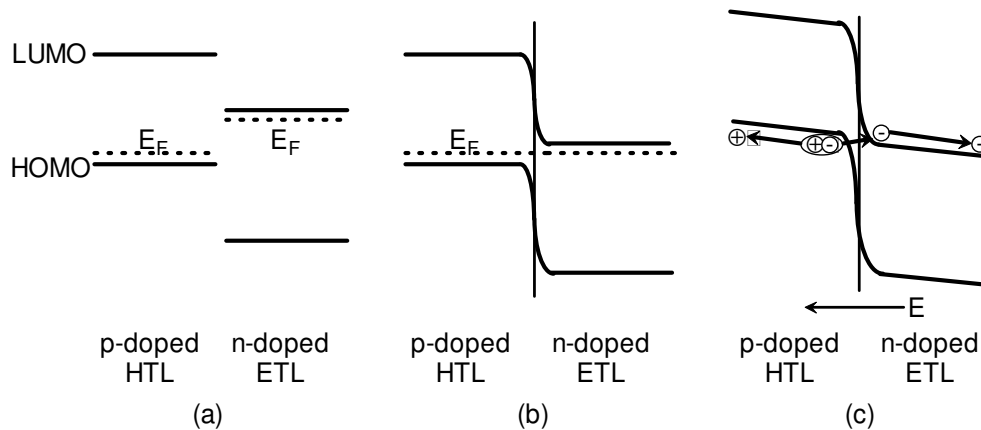 LUMO
E_F
E_F
HOMO
p-doped
HTL
n-doped
ETL
(a)
E_F
p-doped
HTL
n-doped
ETL
(b)
+
+
-
-
-
E
p-doped
HTL
n-doped
ETL
(c)